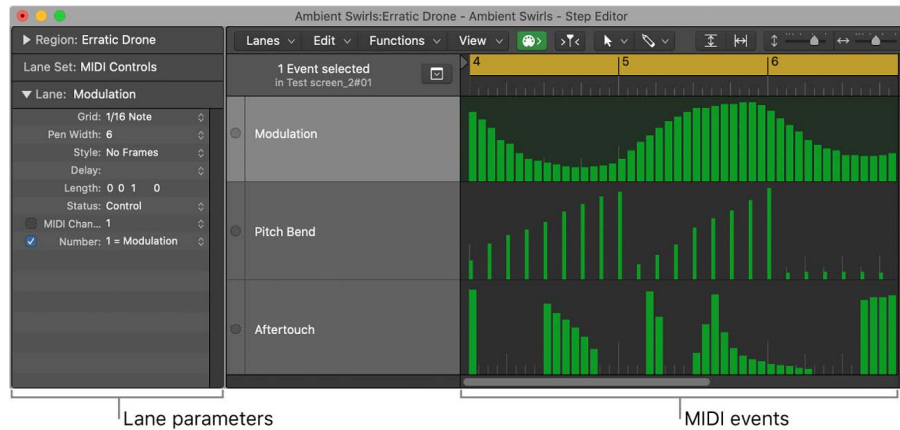 Ambient Swirls:Erratic Drone - Ambient Swirls - Step Editor
Region: Erratic Drone
Lanes Edit Functions View
Lane Set: MIDI Controls
1 Event selected
in Test screen_2#01
4 5 6
Lane: Modulation
Grid: 1/16 Note
Pen Width: 6
Style: No Frames
Delay:
Length: 0 0 1 0
Status: Control
MIDI Chan... 1
Number: 1 = Modulation
Modulation
Pitch Bend
Aftertouch
Lane parameters
MIDI events